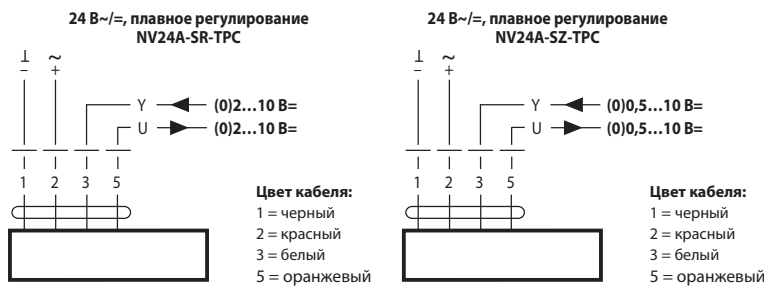 24 В~/=, плавное регулирование
NV24A-SR-TPC
⊥ ~
– +
Y (0)2…10 В=
U (0)2…10 В=
1 2 3 5
Цвет кабеля:
1 = черный
2 = красный
3 = белый
5 = оранжевый
24 В~/=, плавное регулирование
NV24A-SZ-TPC
⊥ ~
– +
Y (0)0,5…10 В=
U (0)0,5…10 В=
1 2 3 5
Цвет кабеля:
1 = черный
2 = красный
3 = белый
5 = оранжевый